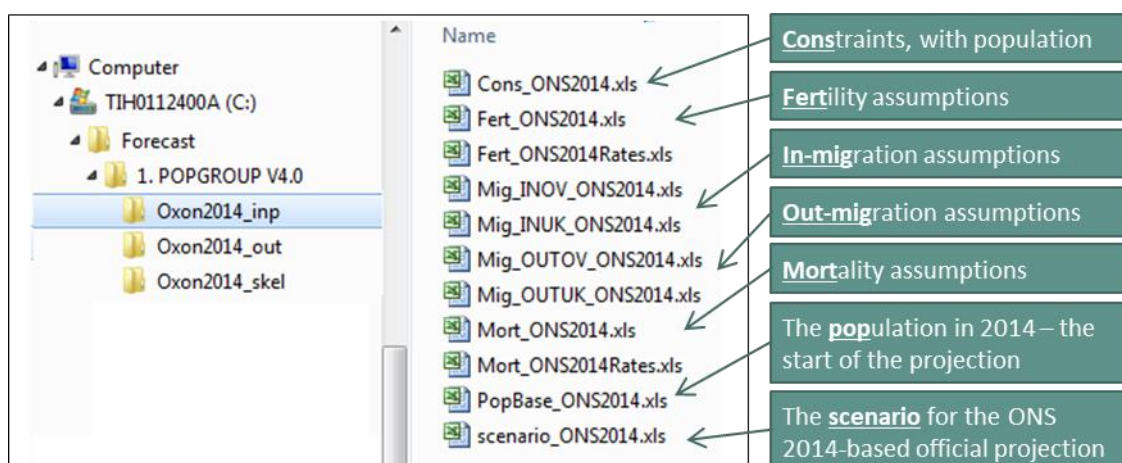 Computer
TIH0112400A (C:)
Forecast
1. POPGROUP V4.0
Oxon2014_inp
Oxon2014_out
Oxon2014_skel
Name
Cons_ONS2014.xls
Fert_ONS2014.xls
Fert_ONS2014Rates.xls
Mig_INOV_ONS2014.xls
Mig_INUK_ONS2014.xls
Mig_OUTOV_ONS2014.xls
Mig_OUTUK_ONS2014.xls
Mort_ONS2014.xls
Mort_ONS2014Rates.xls
PopBase_ONS2014.xls
scenario_ONS2014.xls
Constraints, with population
Fertility assumptions
In-migration assumptions
Out-migration assumptions
Mortality assumptions
The population in 2014 – the
start of the projection
The scenario for the ONS
2014-based official projection